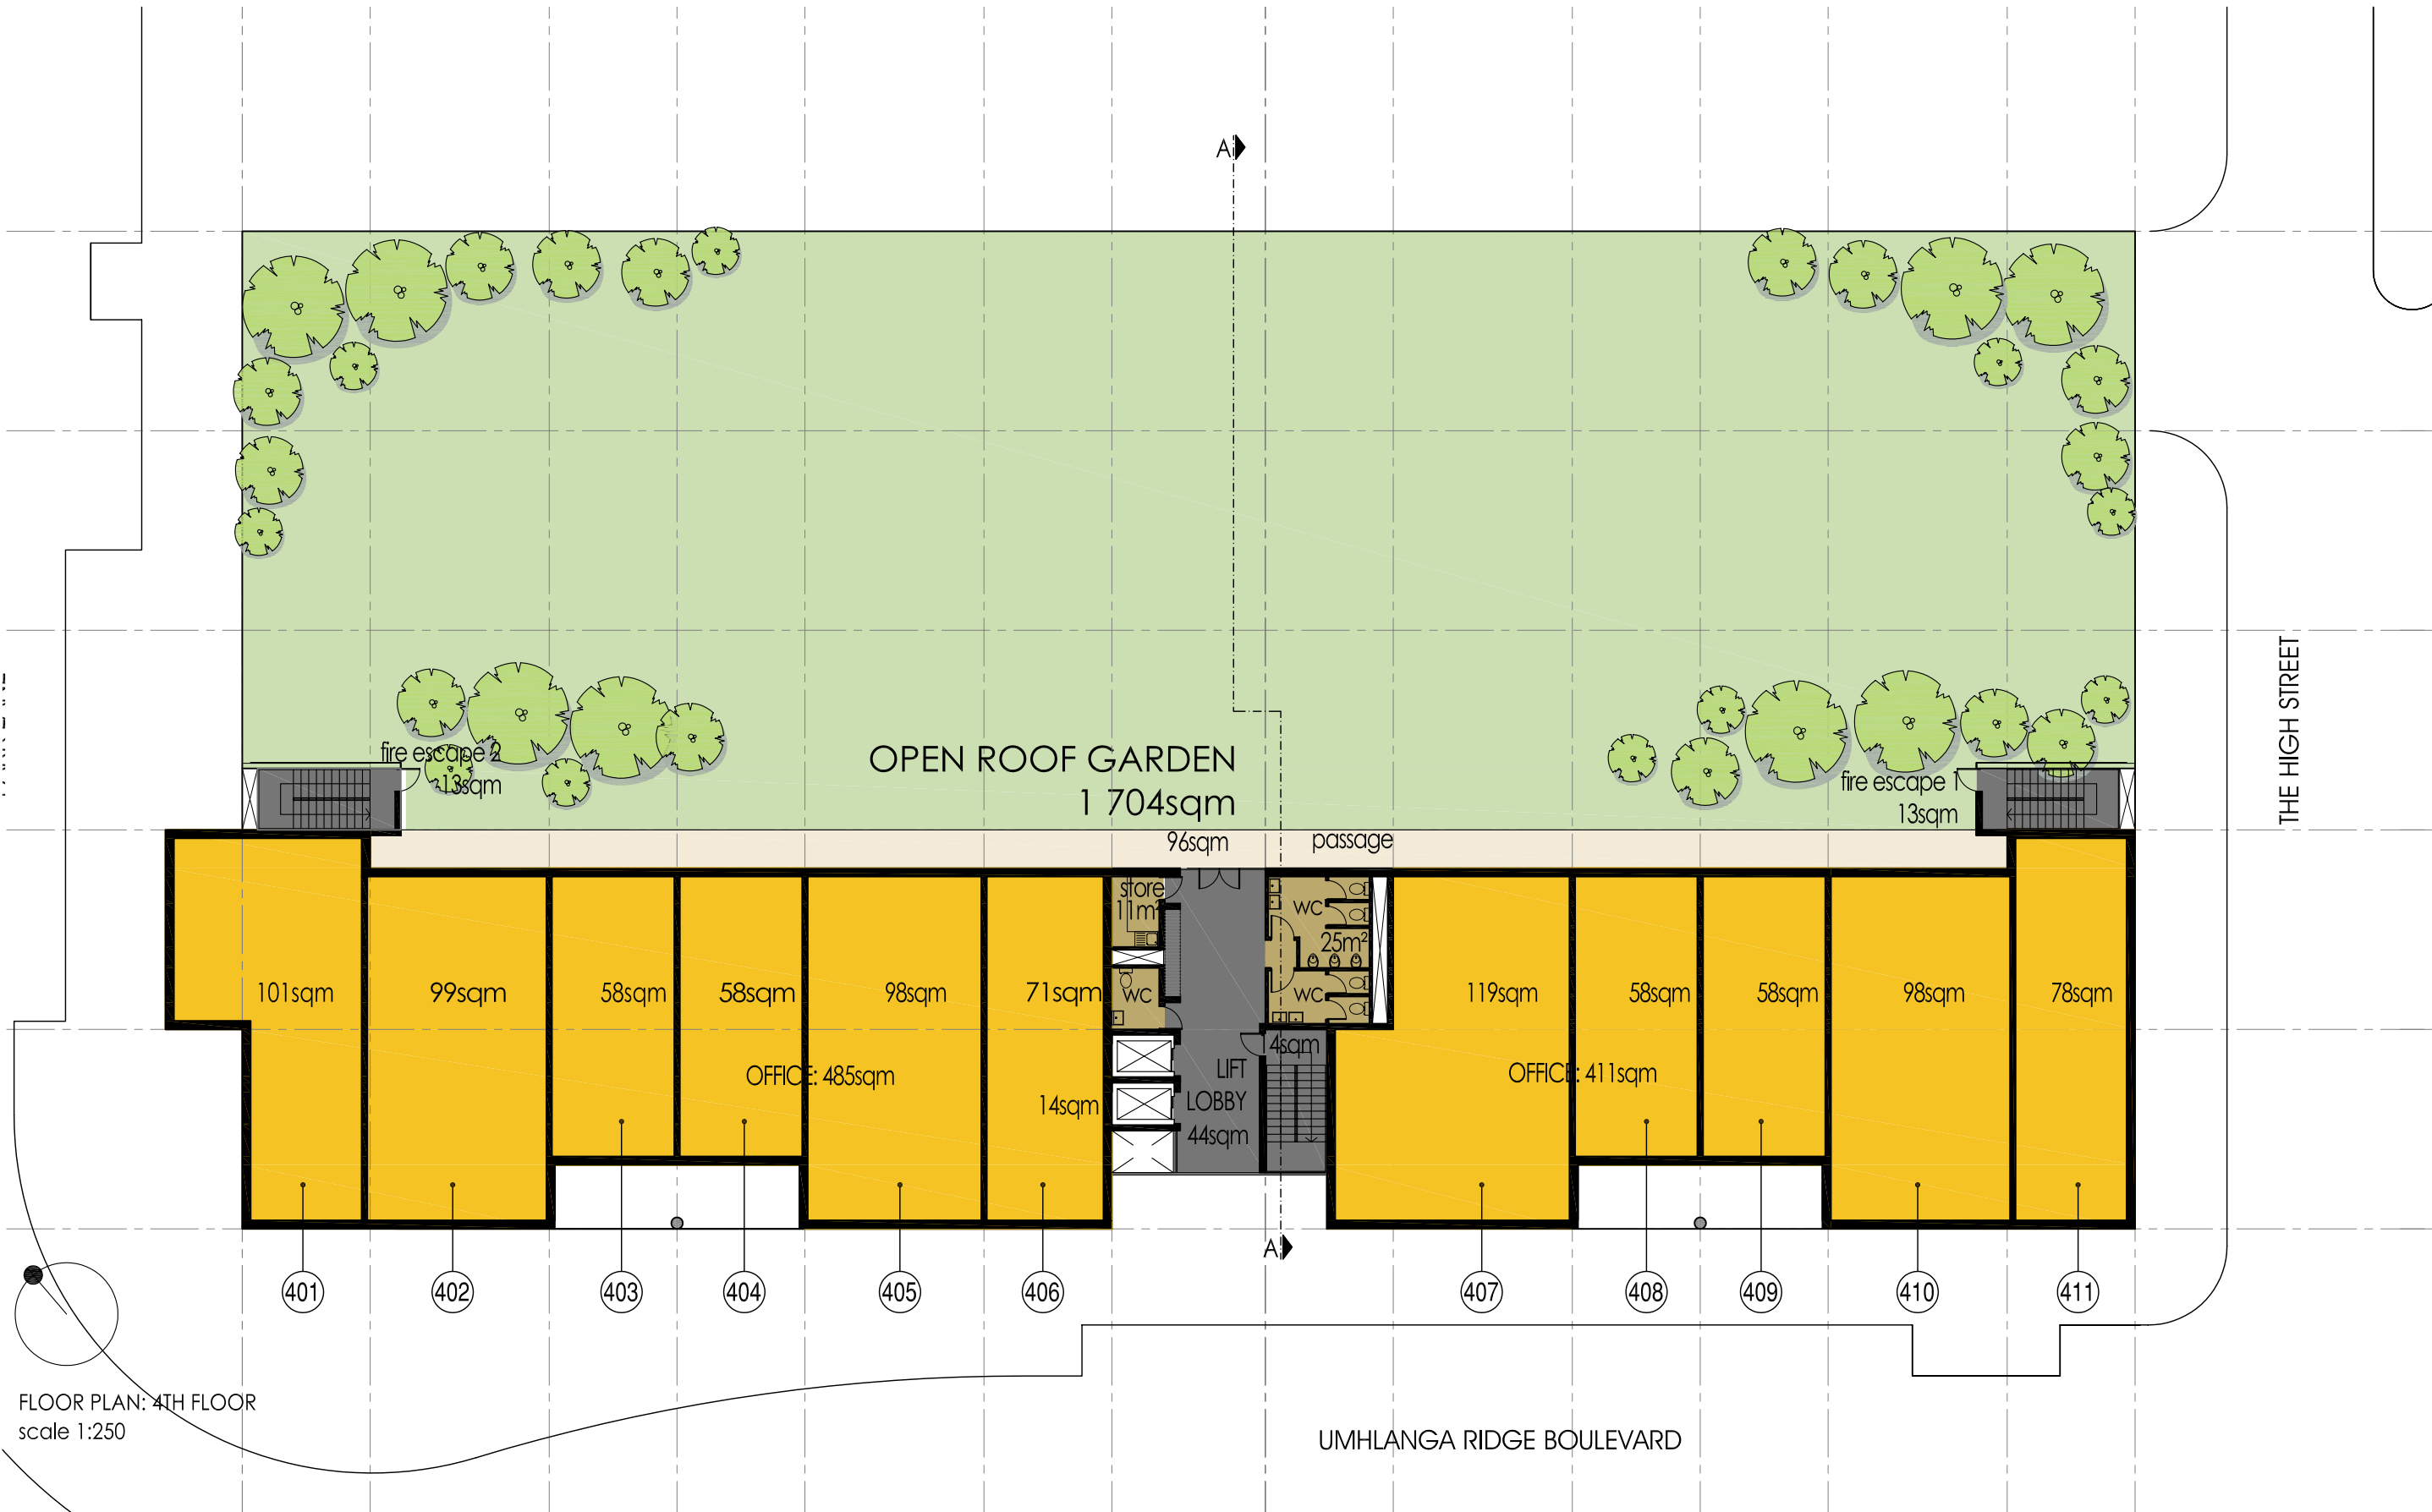 A
THE HIGH STREET
fire escape 2
13sqm
OPEN ROOF GARDEN
1 704sqm
fire escape 1
13sqm
96sqm
passage
store
11m²
WC
25m²
101sqm
99sqm
58sqm
58sqm
98sqm
71sqm
WC
WC
119sqm
58sqm
58sqm
98sqm
78sqm
14sqm
OFFICE: 485sqm
LIFT
LOBBY
44sqm
OFFICE: 411sqm
14sqm
A
401
402
403
404
405
406
407
408
409
410
411
FLOOR PLAN: 4TH FLOOR
scale 1:250
UMHLANGA RIDGE BOULEVARD